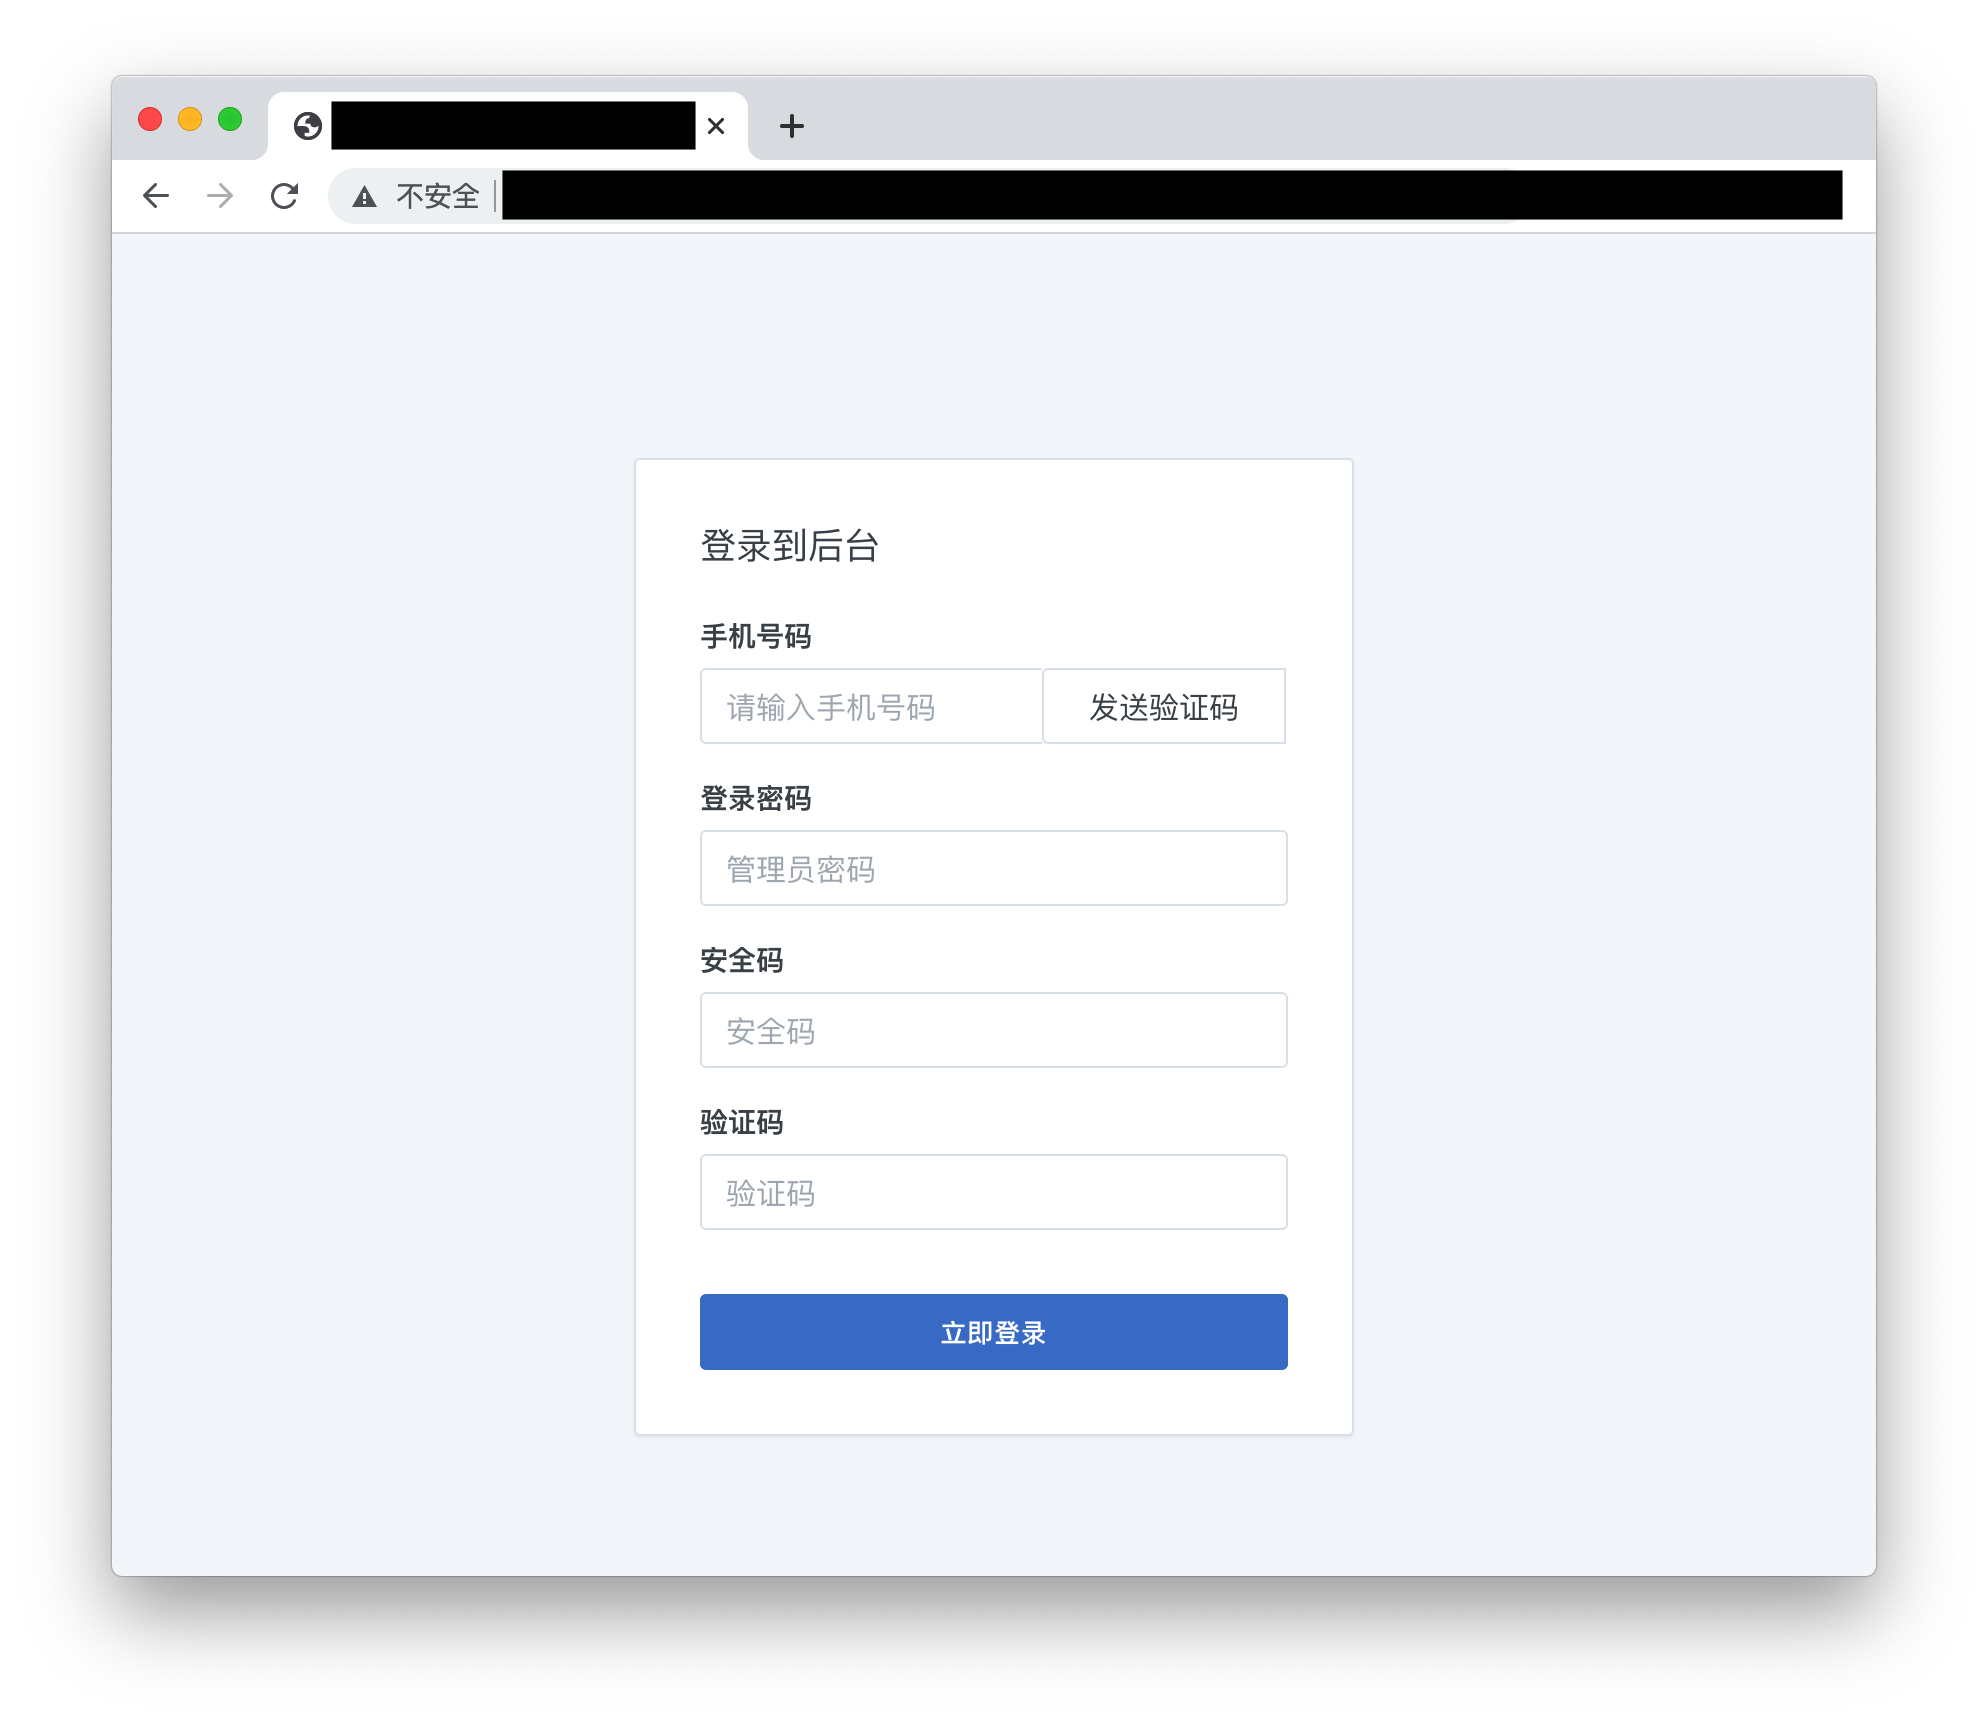 不安全
登录到后台
手机号码
请输入手机号码 发送验证码
登录密码
管理员密码
安全码
安全码
验证码
验证码
立即登录